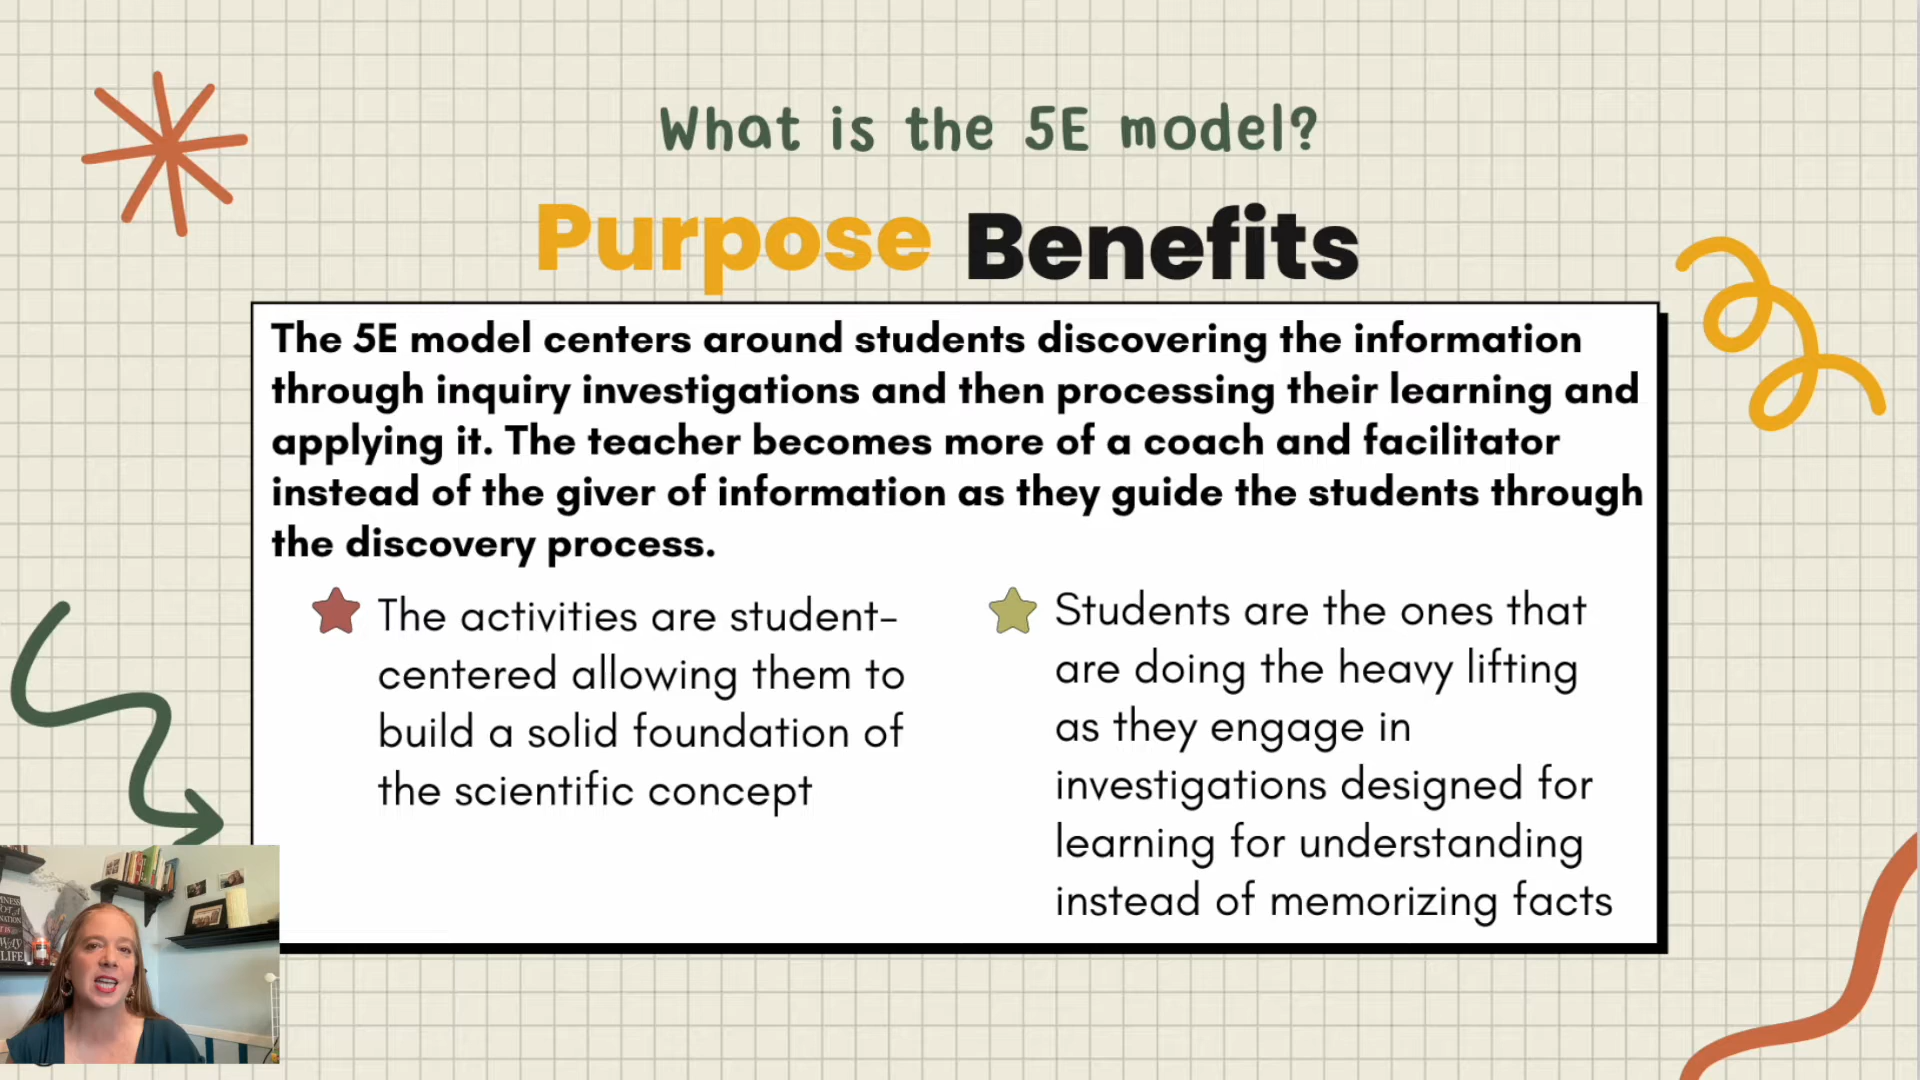 What is the 5E model?
Purpose Benefits
The 5E model centers around students discovering the information
through inquiry investigations and then processing their learning and
applying it. The teacher becomes more of a coach and facilitator
instead of the giver of information as they guide the students through
the discovery process.
The activities are student-
centered allowing them to
build a solid foundation of
the scientific concept
Students are the ones that
are doing the heavy lifting
as they engage in
investigations designed for
learning for understanding
instead of memorizing facts
WAY
LIFE